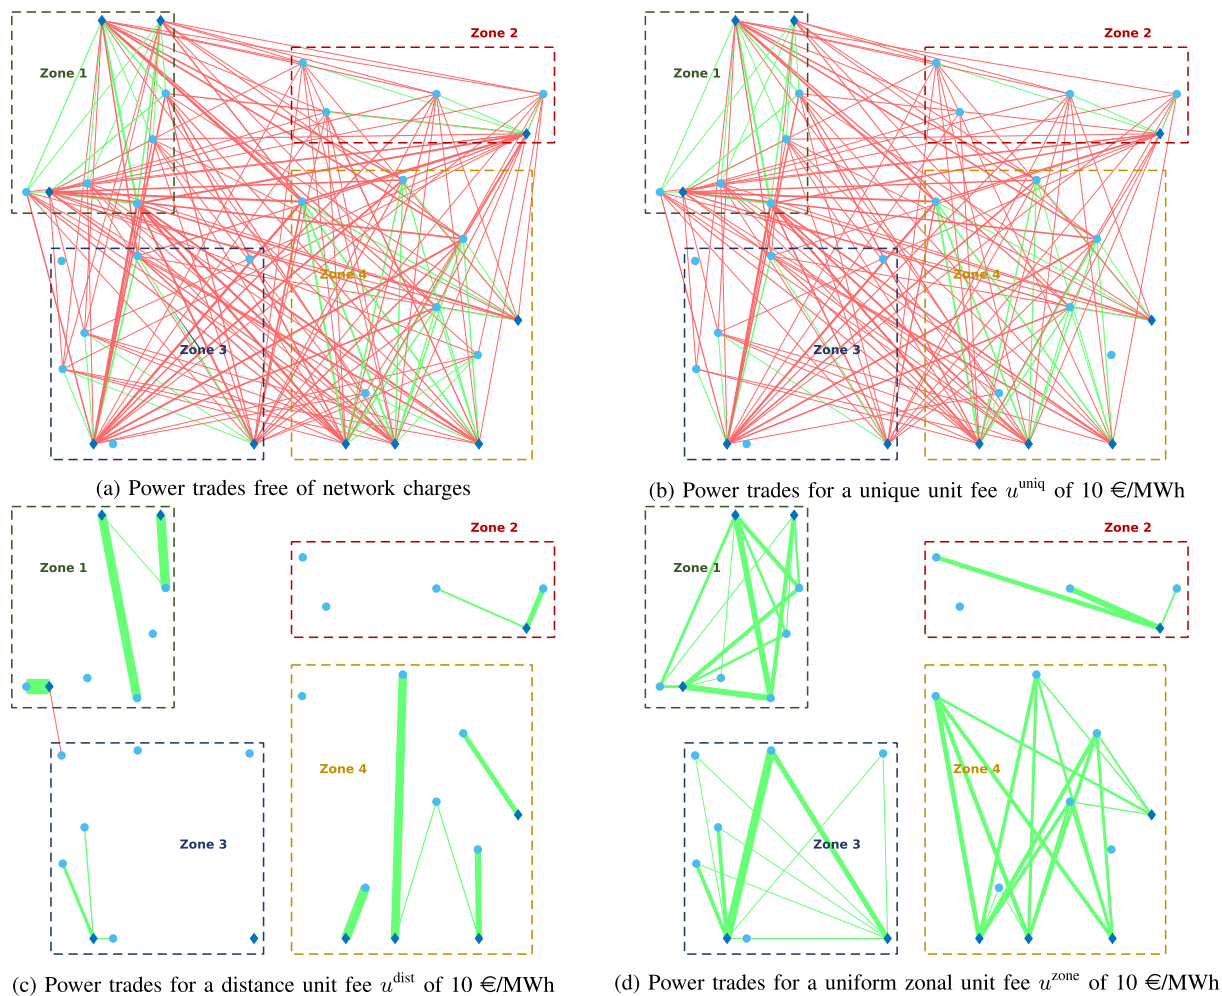 Zone 2
Zone 2
Zone 1
Zone 1
Zone 4
Zone 4
Zone 3
Zone 3
(a) Power trades free of network charges
(b) Power trades for a unique unit fee u^uniq of 10 €/MWh
Zone 2
Zone 2
Zone 1
Zone 1
Zone 4
Zone 4
Zone 3
Zone 3
(c) Power trades for a distance unit fee u^dist of 10 €/MWh
(d) Power trades for a uniform zonal unit fee u^zone of 10 €/MWh